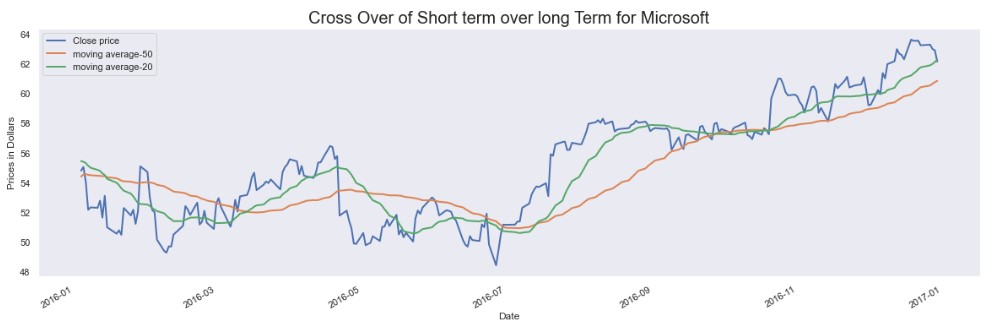 Cross Over of Short term over long Term for Microsoft
64
62
60
58
56
54
52
50
48
Prices in Dollars
Close price
moving average-50
moving average-20
2016-01
2016-03
2016-05
2016-07
2016-09
2016-11
2017-01
Date